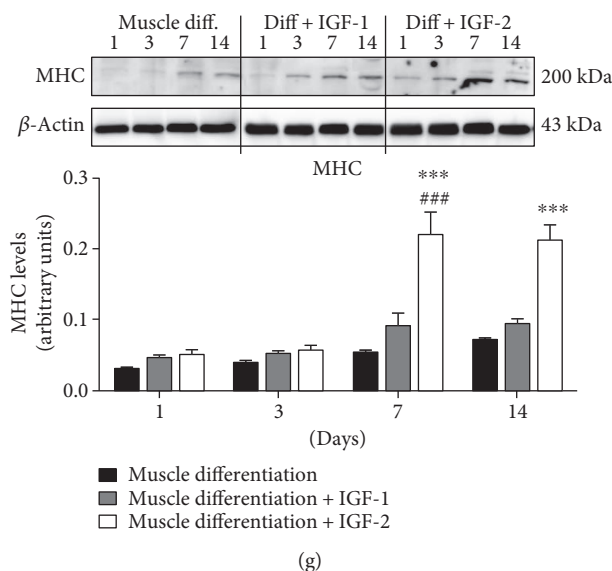 Muscle diff. Diff + IGF-1 Diff + IGF-2
1 3 7 14 1 3 7 14 1 3 7 14
MHC 200 kDa
β-Actin 43 kDa
MHC
0.3
0.2
0.1
0.0
MHC levels
(arbitrary units)
***
###
***
1 3 7 14
(Days)
Muscle differentiation
Muscle differentiation + IGF-1
Muscle differentiation + IGF-2
(g)